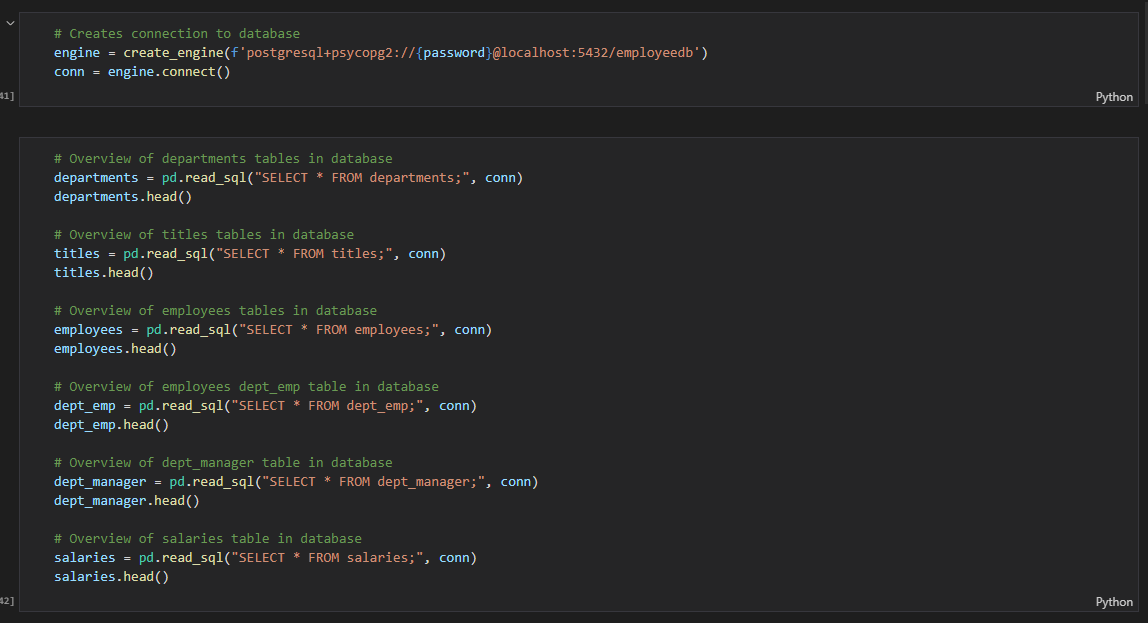 # Creates connection to database
engine = create_engine(f'postgresql+psycopg2://{password}@localhost:5432/employeedb')
conn = engine.connect()
41]
Python
# Overview of departments tables in database
departments = pd.read_sql("SELECT * FROM departments;", conn)
departments.head()
# Overview of titles tables in database
titles = pd.read_sql("SELECT * FROM titles;", conn)
titles.head()
# Overview of employees tables in database
employees = pd.read_sql("SELECT * FROM employees;", conn)
employees.head()
# Overview of employees dept_emp table in database
dept_emp = pd.read_sql("SELECT * FROM dept_emp;", conn)
dept_emp.head()
# Overview of dept_manager table in database
dept_manager = pd.read_sql("SELECT * FROM dept_manager;", conn)
dept_manager.head()
# Overview of salaries table in database
salaries = pd.read_sql("SELECT * FROM salaries;", conn)
salaries.head()
42]
Python